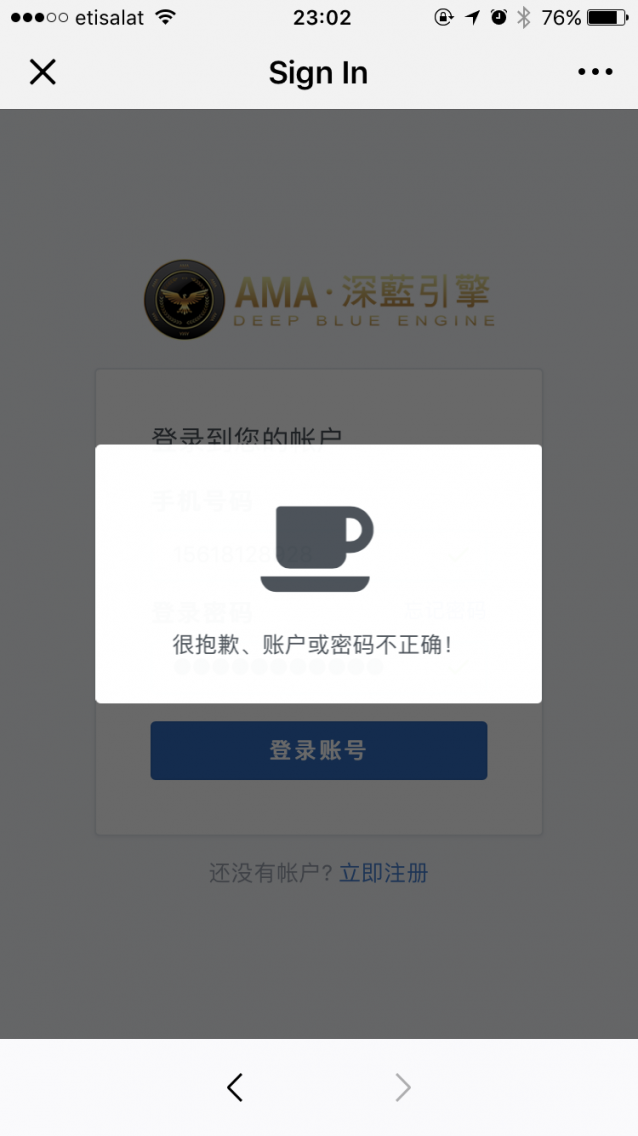 etisalat
23:02
76%
Sign In
AMA·深藍引擎
DEEP BLUE ENGINE
登录到您的帐户
手机号码
登录密码
很抱歉、账户或密码不正确！
登录账号
还没有帐户? 立即注册